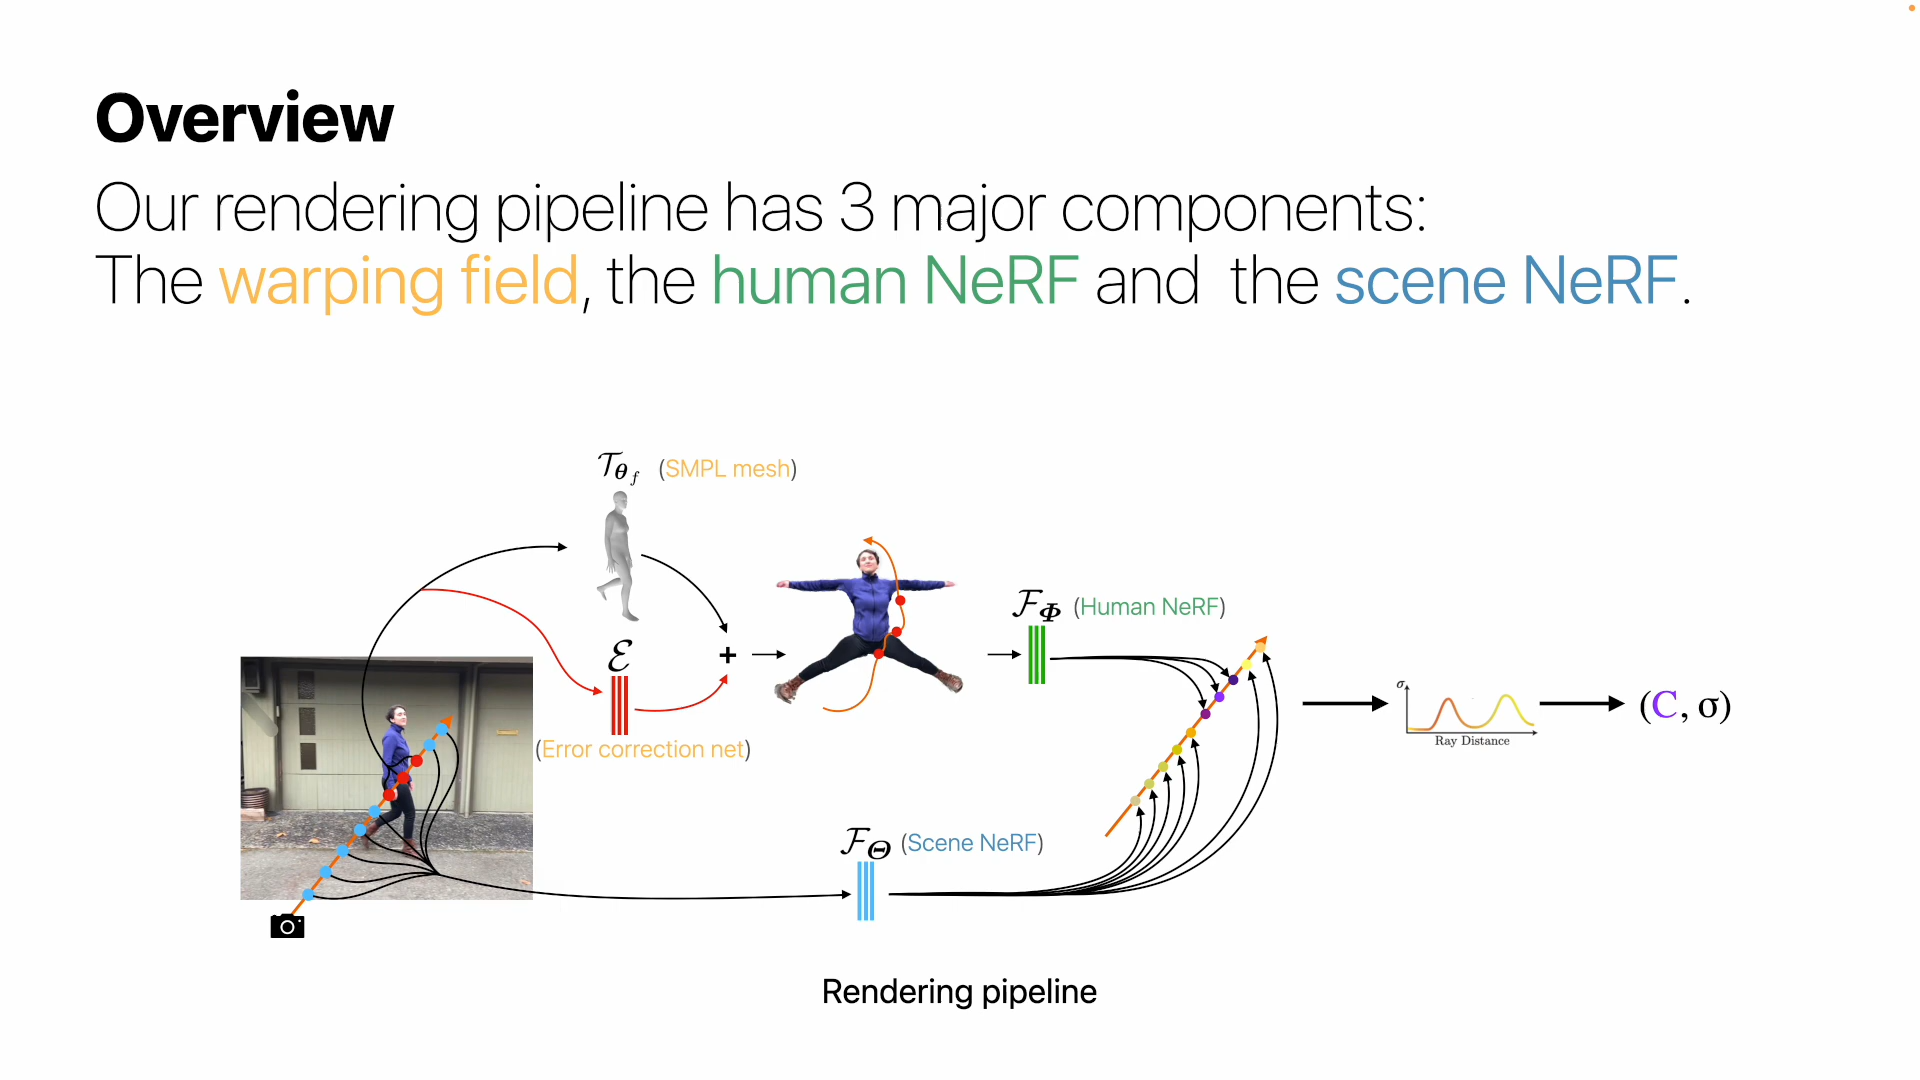 Overview
Our rendering pipeline has 3 major components:
The warping field, the human NeRF and the scene NeRF.
𝒯θf (SMPL mesh)
ℰ
(Error correction net)
+
ℱΦ (Human NeRF)
ℱΘ (Scene NeRF)
σ
Ray Distance
(C, σ)
Rendering pipeline